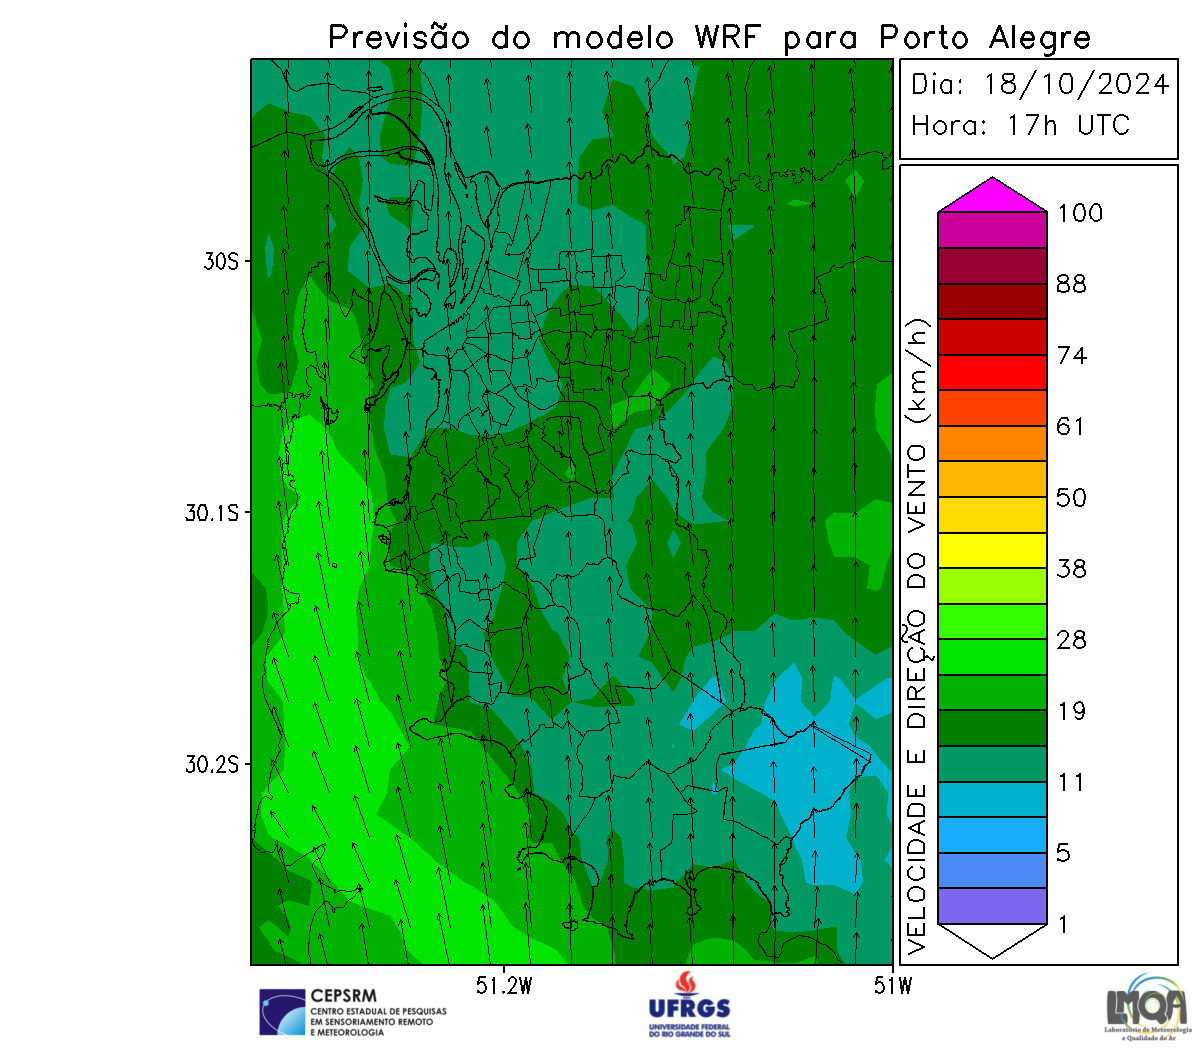 Previsão do modelo WRF para Porto Alegre
Dia: 18/10/2024
Hora: 17h UTC
30S
30.1S
30.2S
51.2W
51W
VELOCIDADE E DIREÇÃO DO VENTO (km/h)
100
88
74
61
50
38
28
19
11
5
1
CEPSRM
CENTRO ESTADUAL DE PESQUISAS
EM SENSORIAMENTO REMOTO
E METEOROLOGIA
UFRGS
UNIVERSIDADE FEDERAL
DO RIO GRANDE DO SUL
LMQA
Laboratório de Meteorologia
e Qualidade do Ar